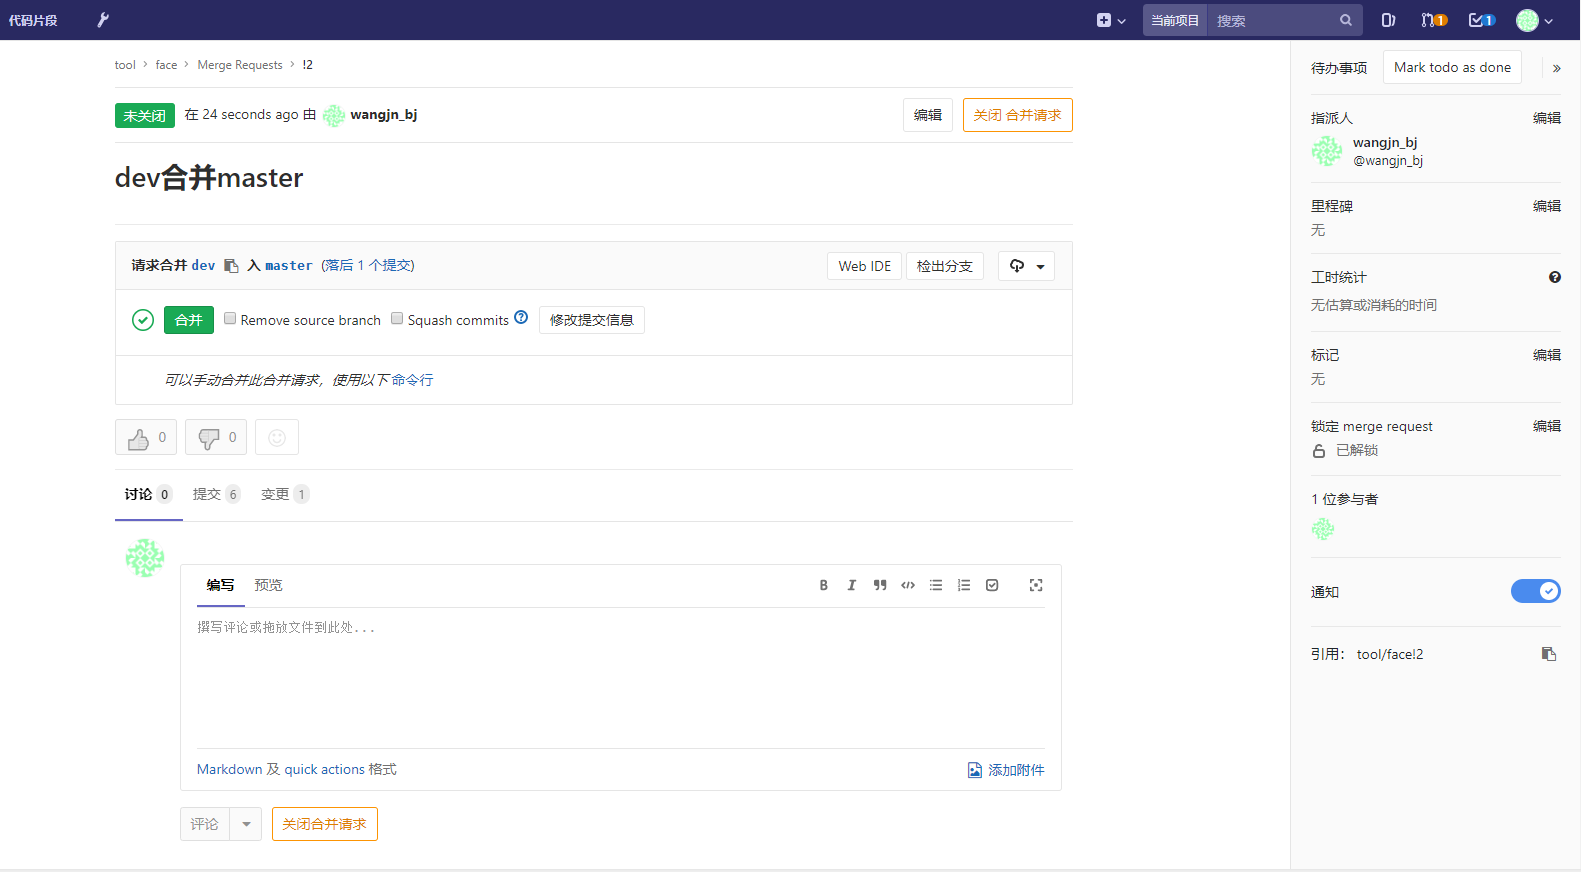 代码片段 当前项目 搜索 1 1
tool › face › Merge Requests › !2
未关闭 在 24 seconds ago 由 wangjn_bj 编辑 关闭 合并请求
dev合并master
请求合并 dev 入 master (落后 1 个提交) Web IDE 检出分支
合并 Remove source branch Squash commits 修改提交信息
可以手动合并此合并请求，使用以下 命令行
0 0
讨论 0 提交 6 变更 1
编写 预览
撰写评论或拖放文件到此处...
Markdown 及 quick actions 格式 添加附件
评论 关闭合并请求
待办事项 Mark todo as done »
指派人 编辑
wangjn_bj
@wangjn_bj
里程碑 编辑
无
工时统计
无估算或消耗的时间
标记 编辑
无
锁定 merge request 编辑
已解锁
1 位参与者
通知
引用： tool/face!2